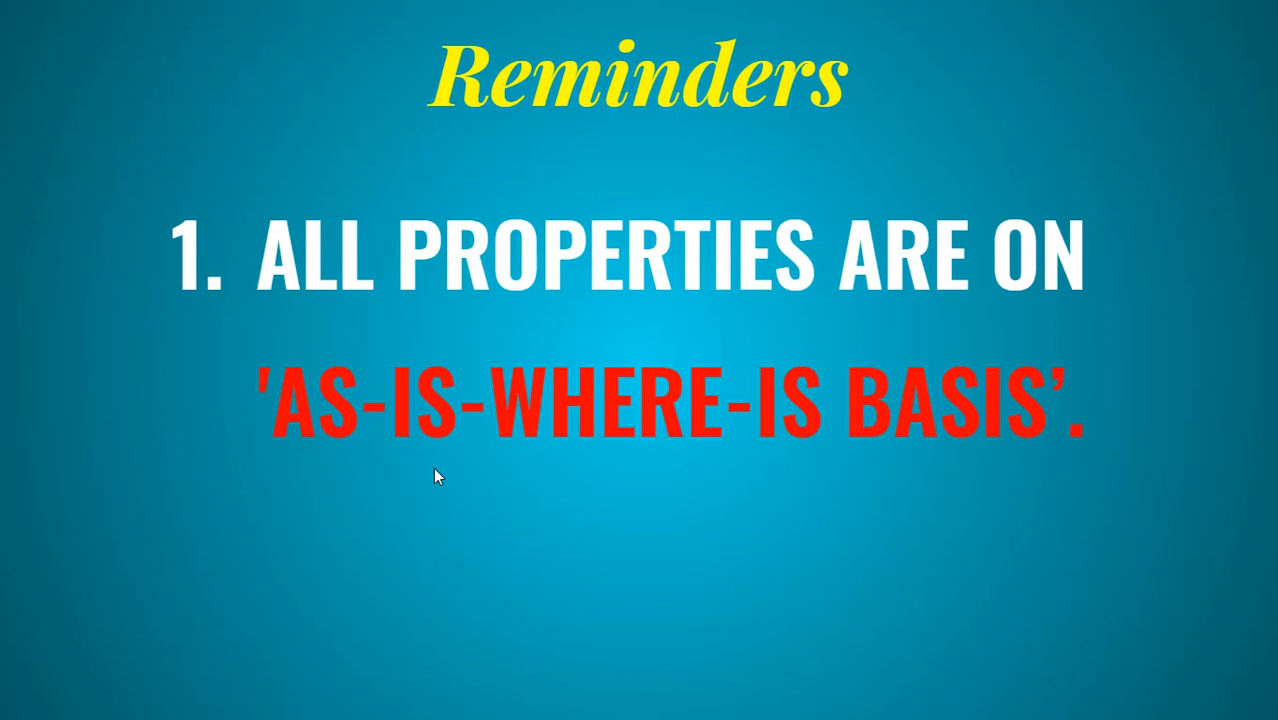 Reminders
1. ALL PROPERTIES ARE ON
'AS-IS-WHERE-IS BASIS’.